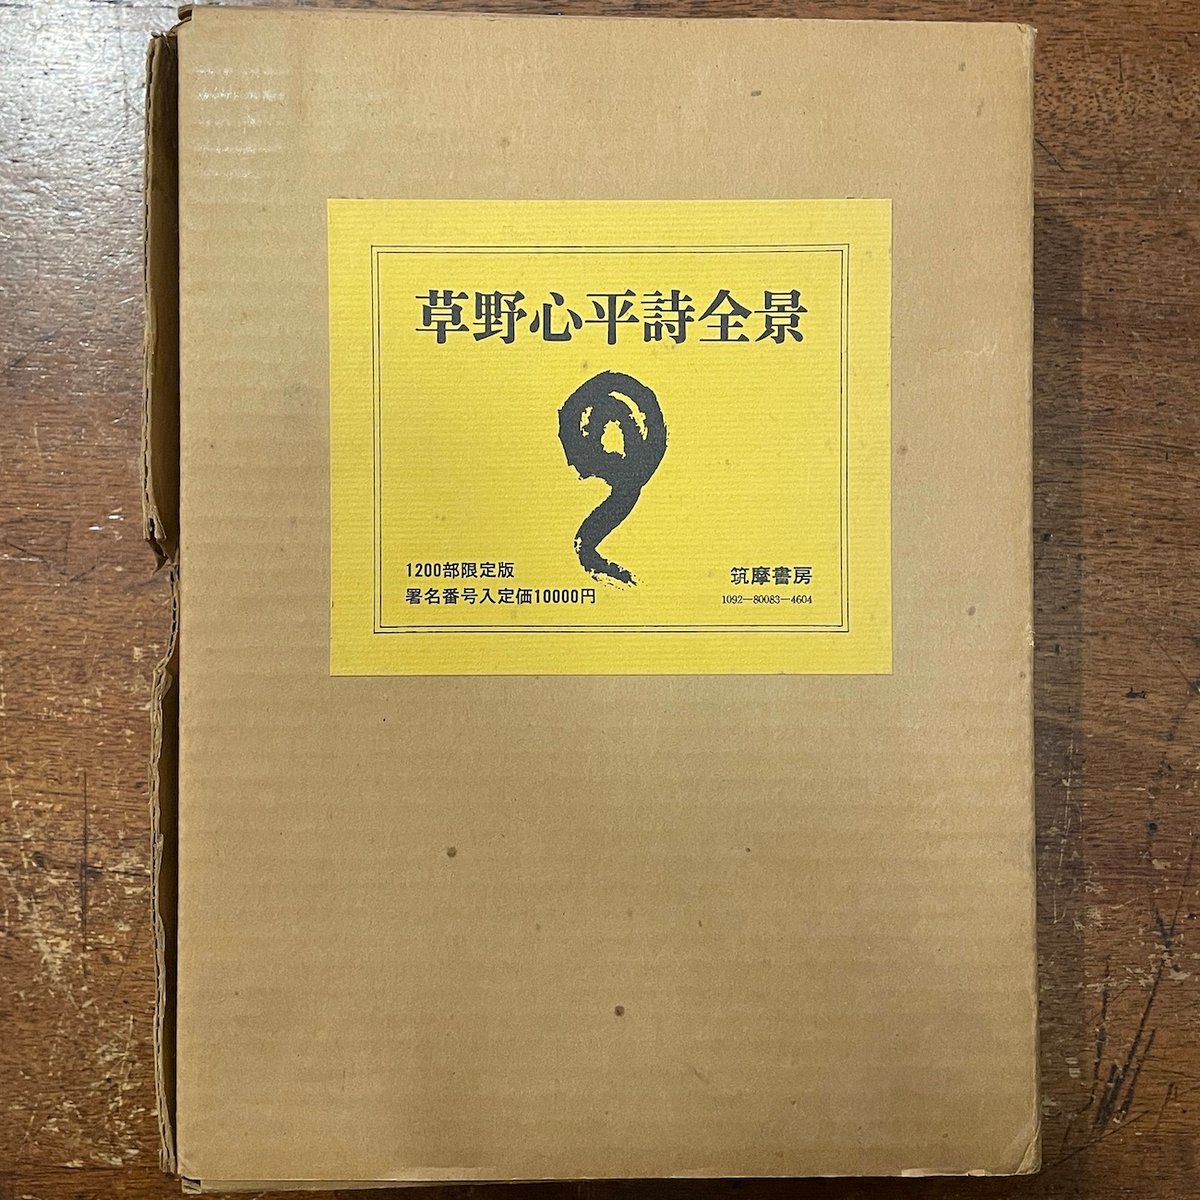 草野心平詩全景
1200部限定版
署名番号入定価10000円
筑摩書房
1092—80083—4604